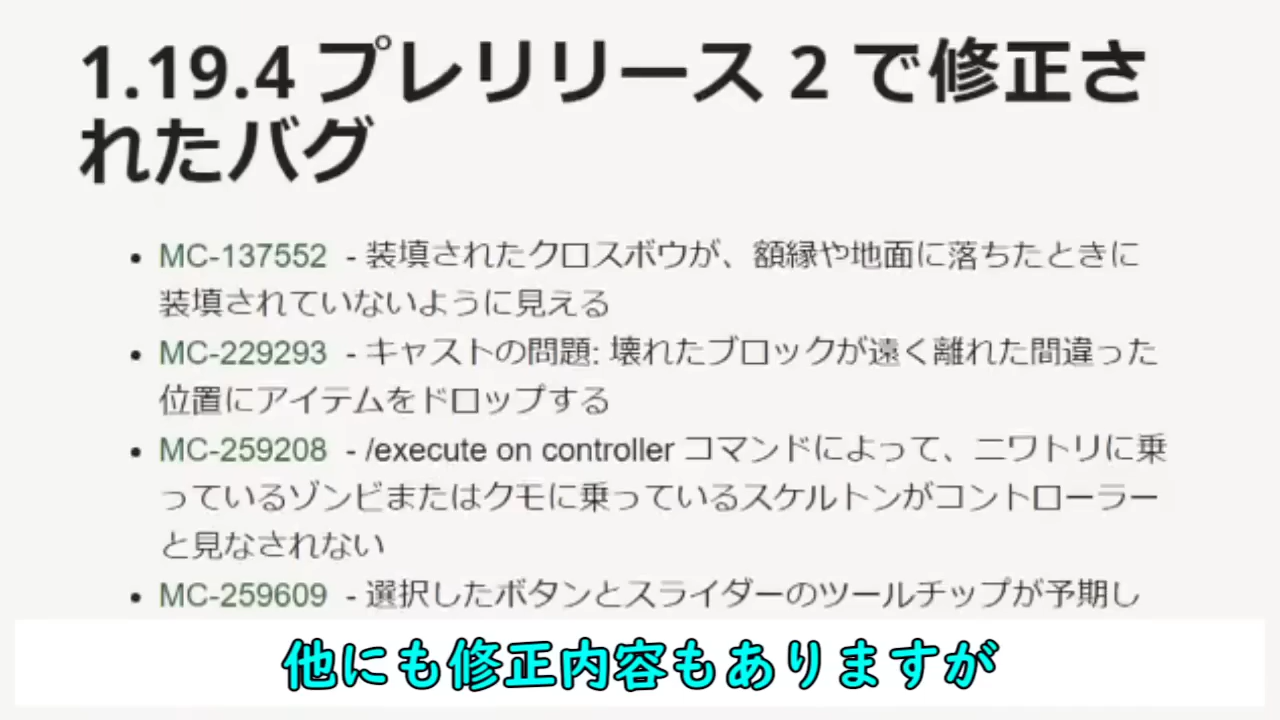 1.19.4 プレリリース 2 で修正さ
れたバグ
• MC-137552 - 装填されたクロスボウが、額縁や地面に落ちたときに
装填されていないように見える
• MC-229293 - キャストの問題: 壊れたブロックが遠く離れた間違った
位置にアイテムをドロップする
• MC-259208 - /execute on controller コマンドによって、ニワトリに乗
っているゾンビまたはクモに乗っているスケルトンがコントローラー
と見なされない
• MC-259609 - 選択したボタンとスライダーのツールチップが予期し
他にも修正内容もありますが